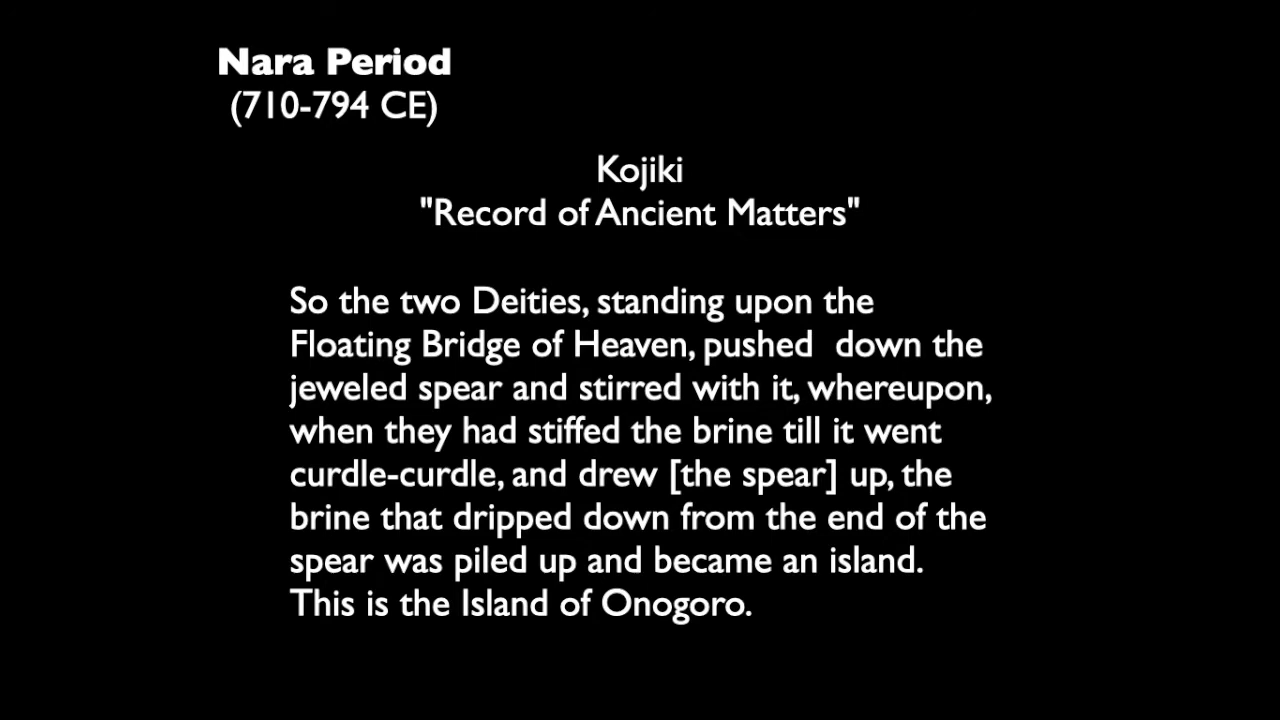 Nara Period
(710-794 CE)
Kojiki
"Record of Ancient Matters"
So the two Deities, standing upon the
Floating Bridge of Heaven, pushed  down the
jeweled spear and stirred with it, whereupon,
when they had stiffed the brine till it went
curdle-curdle, and drew [the spear] up, the
brine that dripped down from the end of the
spear was piled up and became an island.
This is the Island of Onogoro.